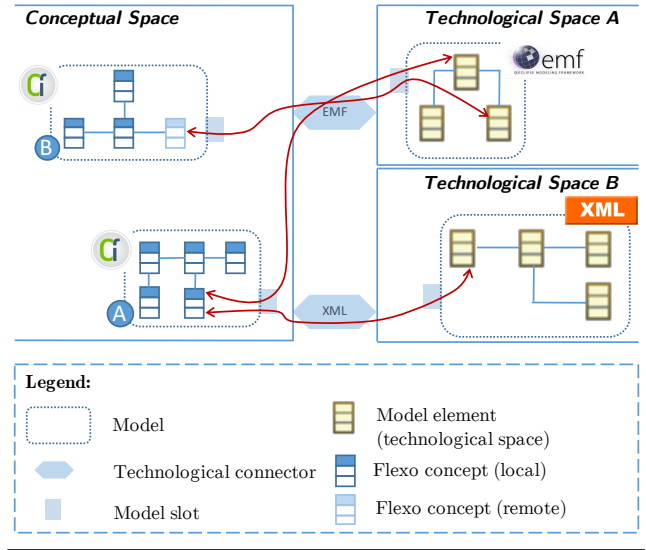 Conceptual Space
Technological Space A
emf
ECLIPSE MODELING FRAMEWORK
EMF
B
Technological Space B
XML
A
XML
Legend:
Model
Model element
(technological space)
Technological connector
Flexo concept (local)
Model slot
Flexo concept (remote)